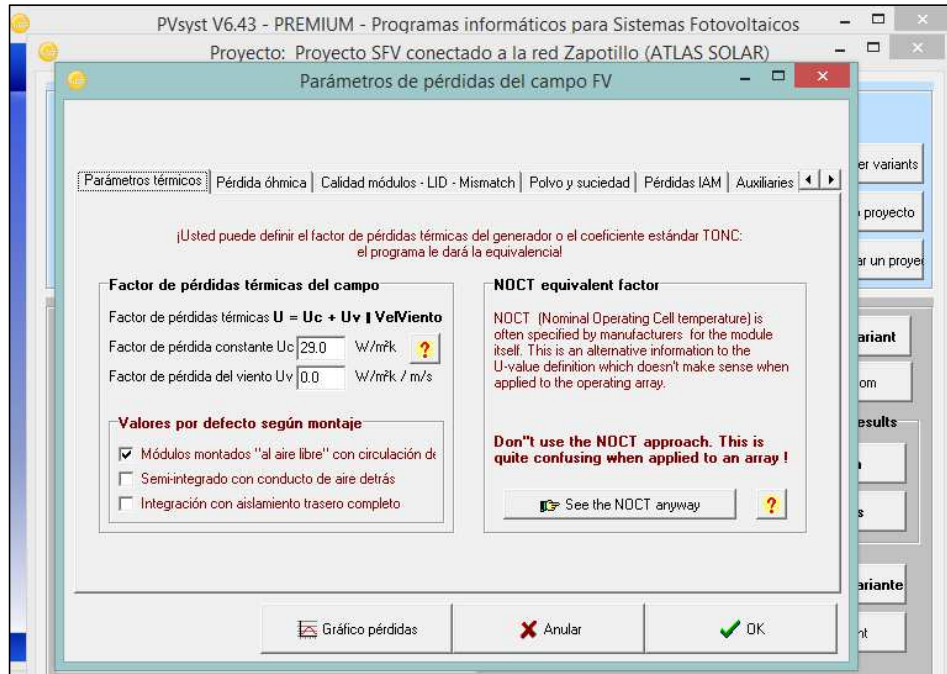 PVsyst V6.43 - PREMIUM - Programas informáticos para Sistemas Fotovoltaicos
Proyecto: Proyecto SFV conectado a la red Zapotillo (ATLAS SOLAR)
Parámetros de pérdidas del campo FV
Parámetros térmicos Pérdida óhmica Calidad módulos - LID - Mismatch Polvo y suciedad Pérdidas IAM Auxiliaries
¡Usted puede definir el factor de pérdidas térmicas del generador o el coeficiente estándar TONC:
el programa le dará la equivalencia!
Factor de pérdidas térmicas del campo
Factor de pérdidas térmicas U = Uc + Uv | VelViento
Factor de pérdida constante Uc 29.0 W/m²k ?
Factor de pérdida del viento Uv 0.0 W/m²k / m/s
Valores por defecto según montaje
Módulos montados "al aire libre" con circulación de
Semi-integrado con conducto de aire detrás
Integración con aislamiento trasero completo
NOCT equivalent factor
NOCT (Nominal Operating Cell temperature) is
often specified by manufacturers for the module
itself. This is an alternative information to the
U-value definition which doesn't make sense when
applied to the operating array.
Don"t use the NOCT approach. This is
quite confusing when applied to an array !
See the NOCT anyway ?
Gráfico pérdidas
Anular
OK
er variants
proyecto
ar un proye
ariant
om
esults
s
ariante
nt